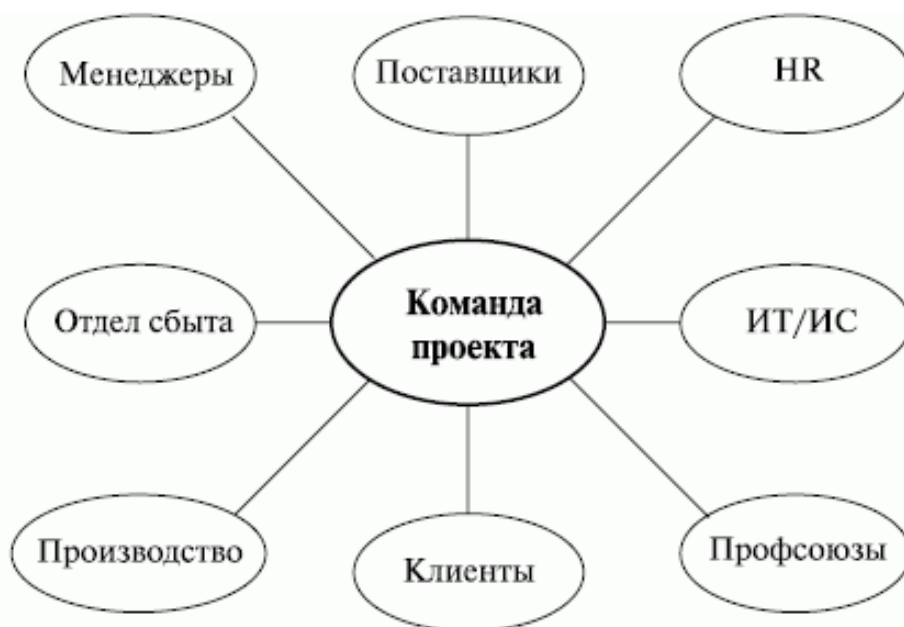 Менеджеры
Поставщики
HR
Отдел сбыта
Команда
проекта
ИТ/ИС
Производство
Клиенты
Профсоюзы